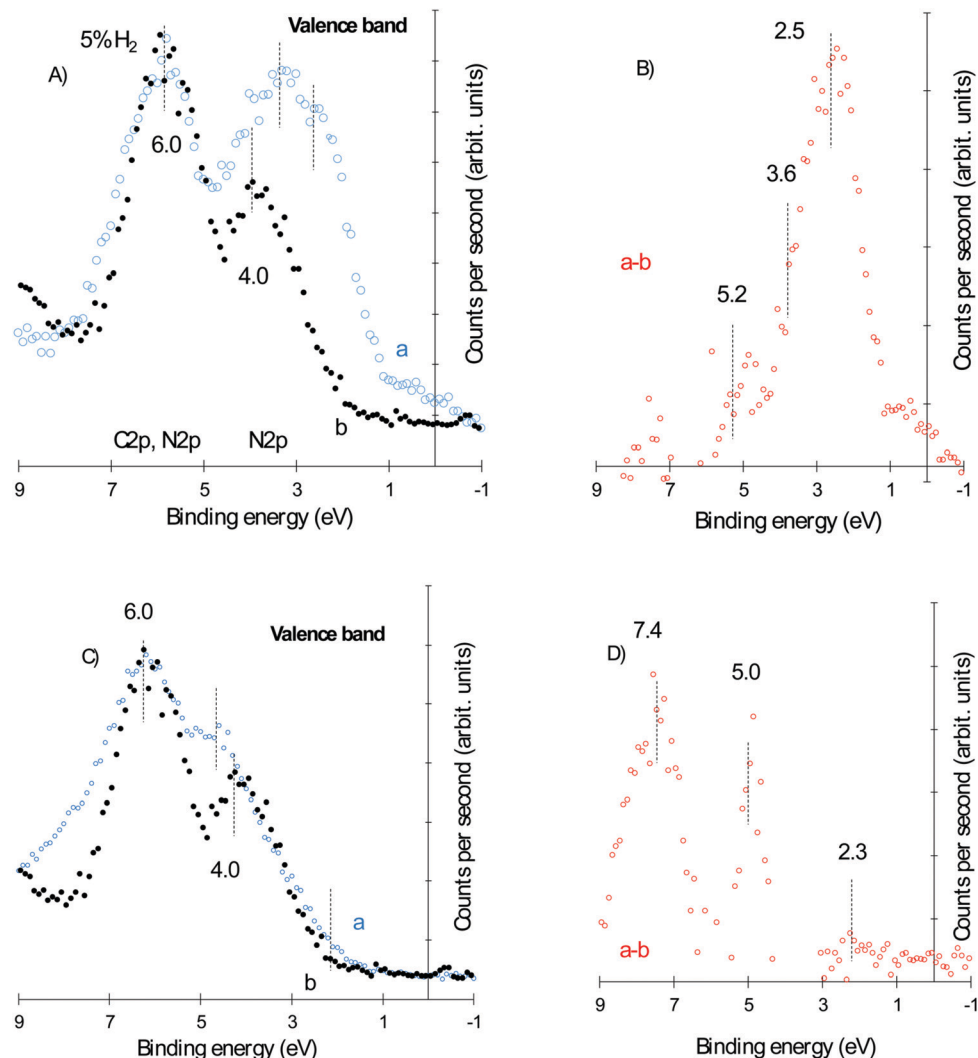 Valence band
5%H2
A)
6.0
4.0
a
b
C2p, N2p
N2p
Counts per second (arbit. units)
9 7 5 3 1 -1
Binding energy (eV)
2.5
B)
3.6
a-b
5.2
Counts per second (arbit. units)
9 7 5 3 1 -1
Binding energy (eV)
6.0
Valence band
C)
4.0
a
b
Counts per second (arbit. units)
9 7 5 3 1 -1
Binding energy (eV)
7.4
D)
5.0
2.3
a-b
Counts per second (arbit. units)
9 7 5 3 1 -1
Binding energy (eV)